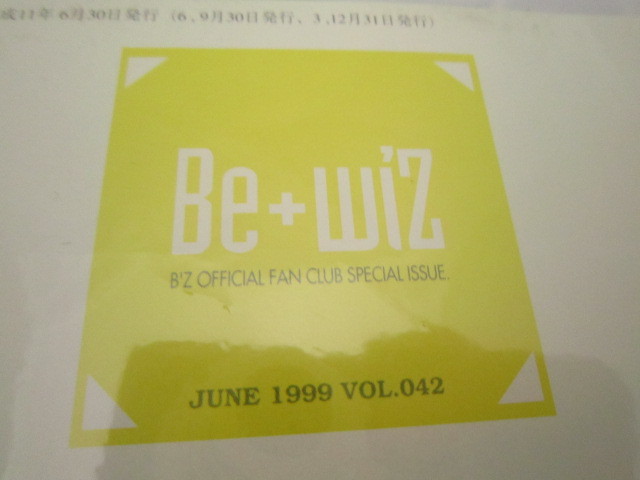 成11年6月30日発行（6,9月30日発行、3,12月31日発行）
Be+wi'Z
B'Z OFFICIAL FAN CLUB SPECIAL ISSUE.
JUNE 1999 VOL.042